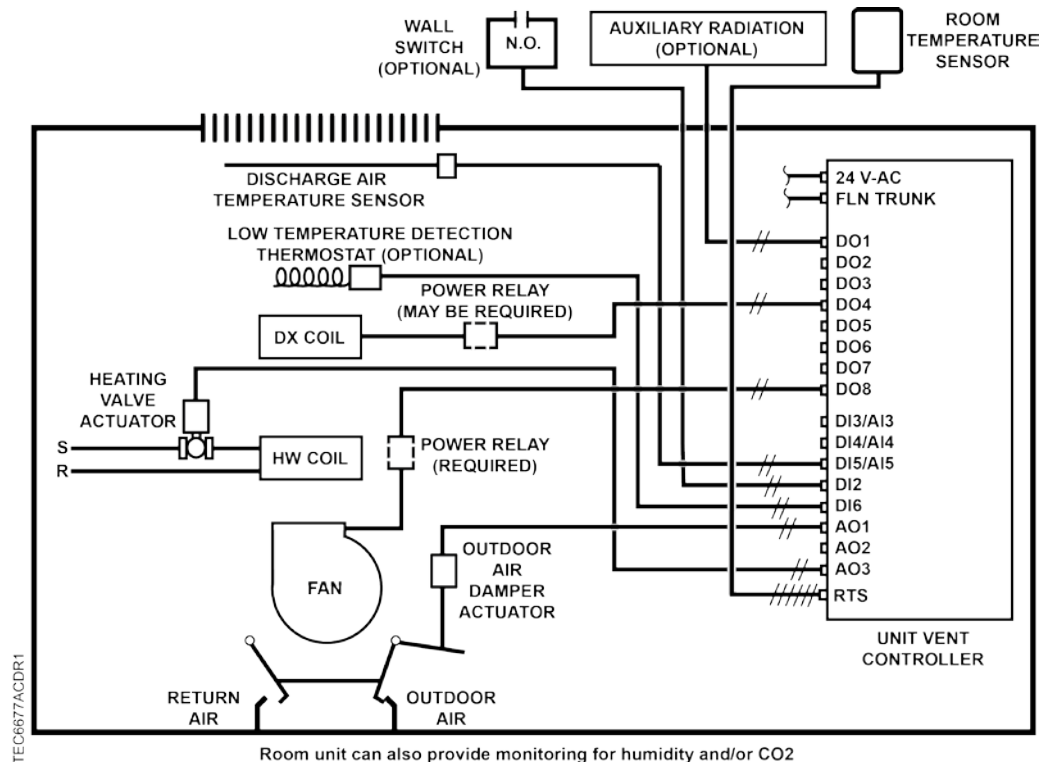 WALL
SWITCH
(OPTIONAL)
N.O.
AUXILIARY RADIATION
(OPTIONAL)
ROOM
TEMPERATURE
SENSOR
DISCHARGE AIR
TEMPERATURE SENSOR
LOW TEMPERATURE DETECTION
THERMOSTAT (OPTIONAL)
POWER RELAY
(MAY BE REQUIRED)
DX COIL
HEATING
VALVE
ACTUATOR
S
R
HW COIL
POWER RELAY
(REQUIRED)
FAN
OUTDOOR
AIR
DAMPER
ACTUATOR
RETURN
AIR
OUTDOOR
AIR
24 V-AC
FLN TRUNK
DO1
DO2
DO3
DO4
DO5
DO6
DO7
DO8
DI3/AI3
DI4/AI4
DI5/AI5
DI2
DI6
AO1
AO2
AO3
RTS
UNIT VENT
CONTROLLER
TEC6677ACDR1
Room unit can also provide monitoring for humidity and/or CO2